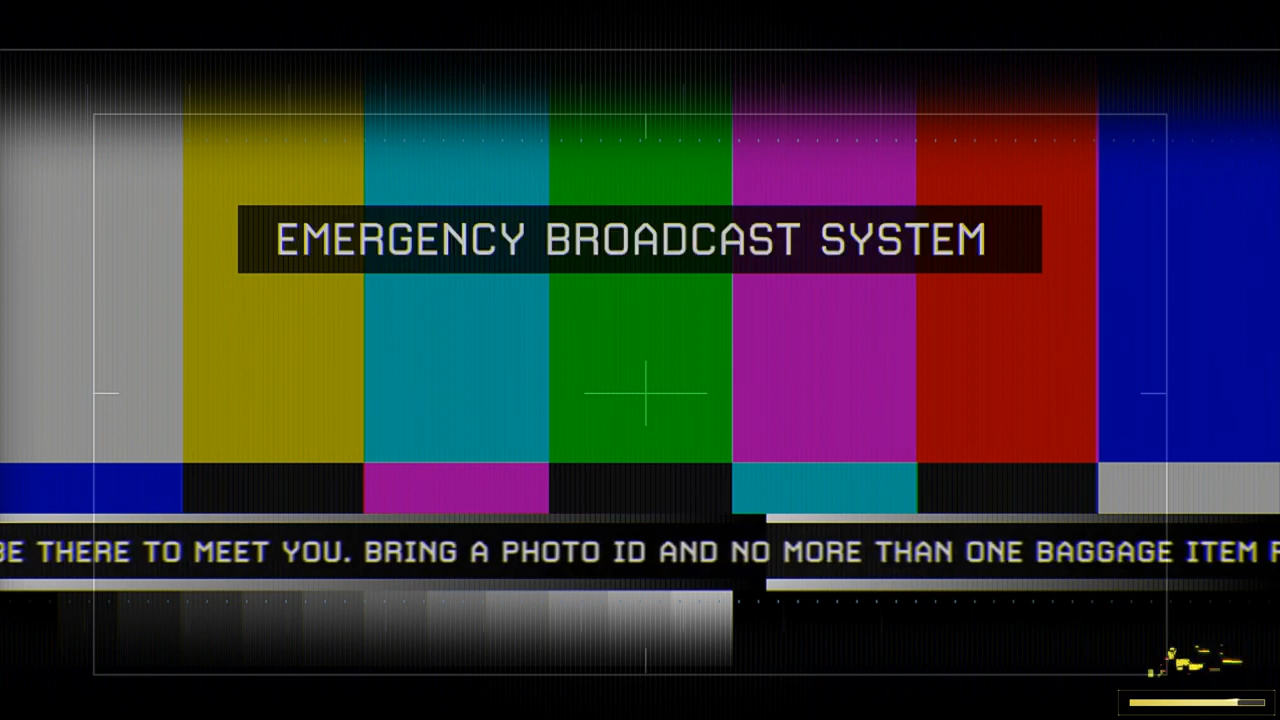 EMERGENCY BROADCAST SYSTEM
BE THERE TO MEET YOU. BRING A PHOTO ID AND NO MORE THAN ONE BAGGAGE ITEM